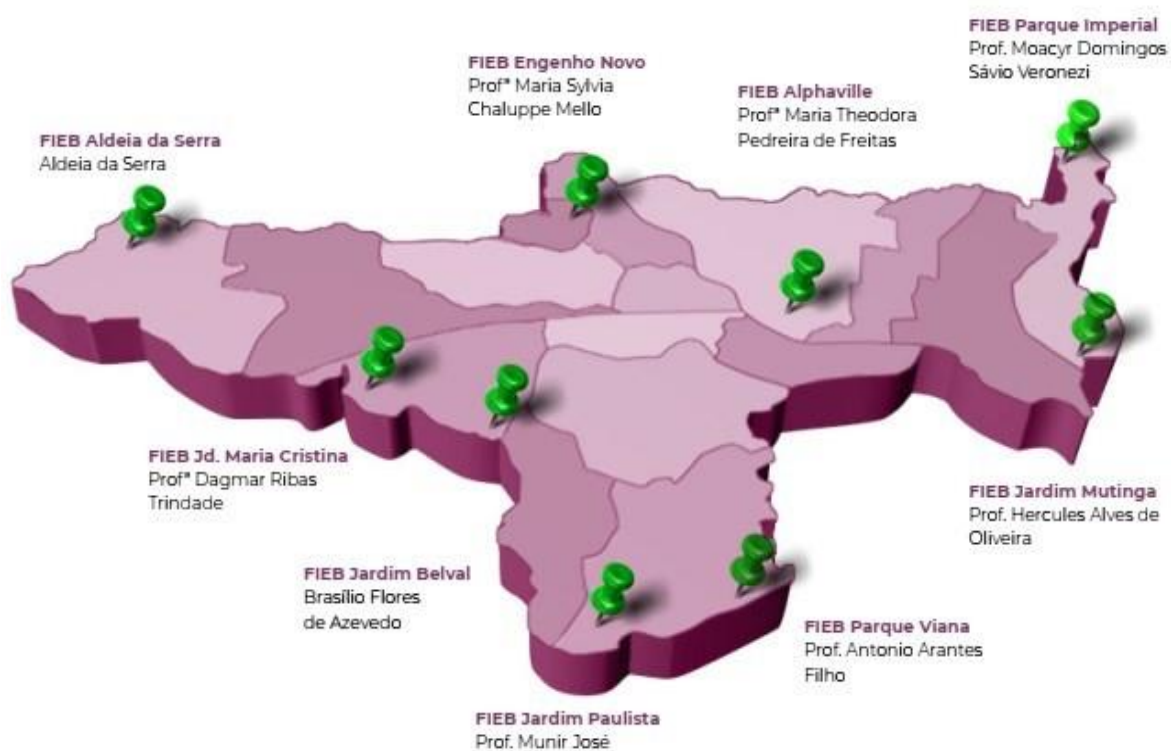 FIEB Parque Imperial
Prof. Moacyr Domingos
Sávio Veronezi
FIEB Engenho Novo
Profª Maria Sylvia
Chaluppe Mello
FIEB Alphaville
Profª Maria Theodora
Pedreira de Freitas
FIEB Aldeia da Serra
Aldeia da Serra
FIEB Jd. Maria Cristina
Profª Dagmar Ribas
Trindade
FIEB Jardim Mutinga
Prof. Hercules Alves de
Oliveira
FIEB Jardim Belval
Brasílio Flores
de Azevedo
FIEB Parque Viana
Prof. Antonio Arantes
Filho
FIEB Jardim Paulista
Prof. Munir José